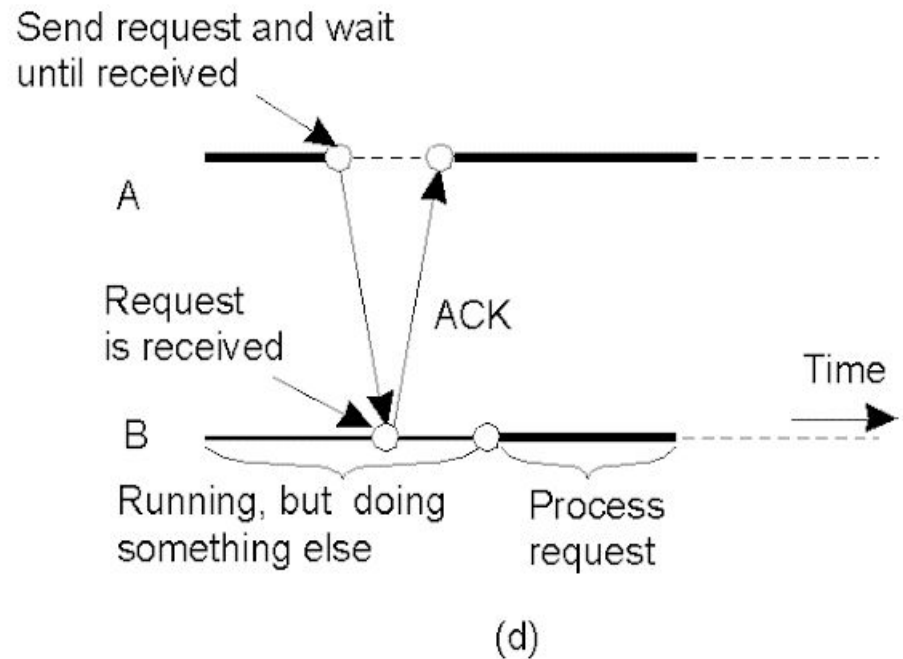 Send request and wait
until received
A
Request
is received
ACK
Time
B
Running, but doing
something else
Process
request
(d)